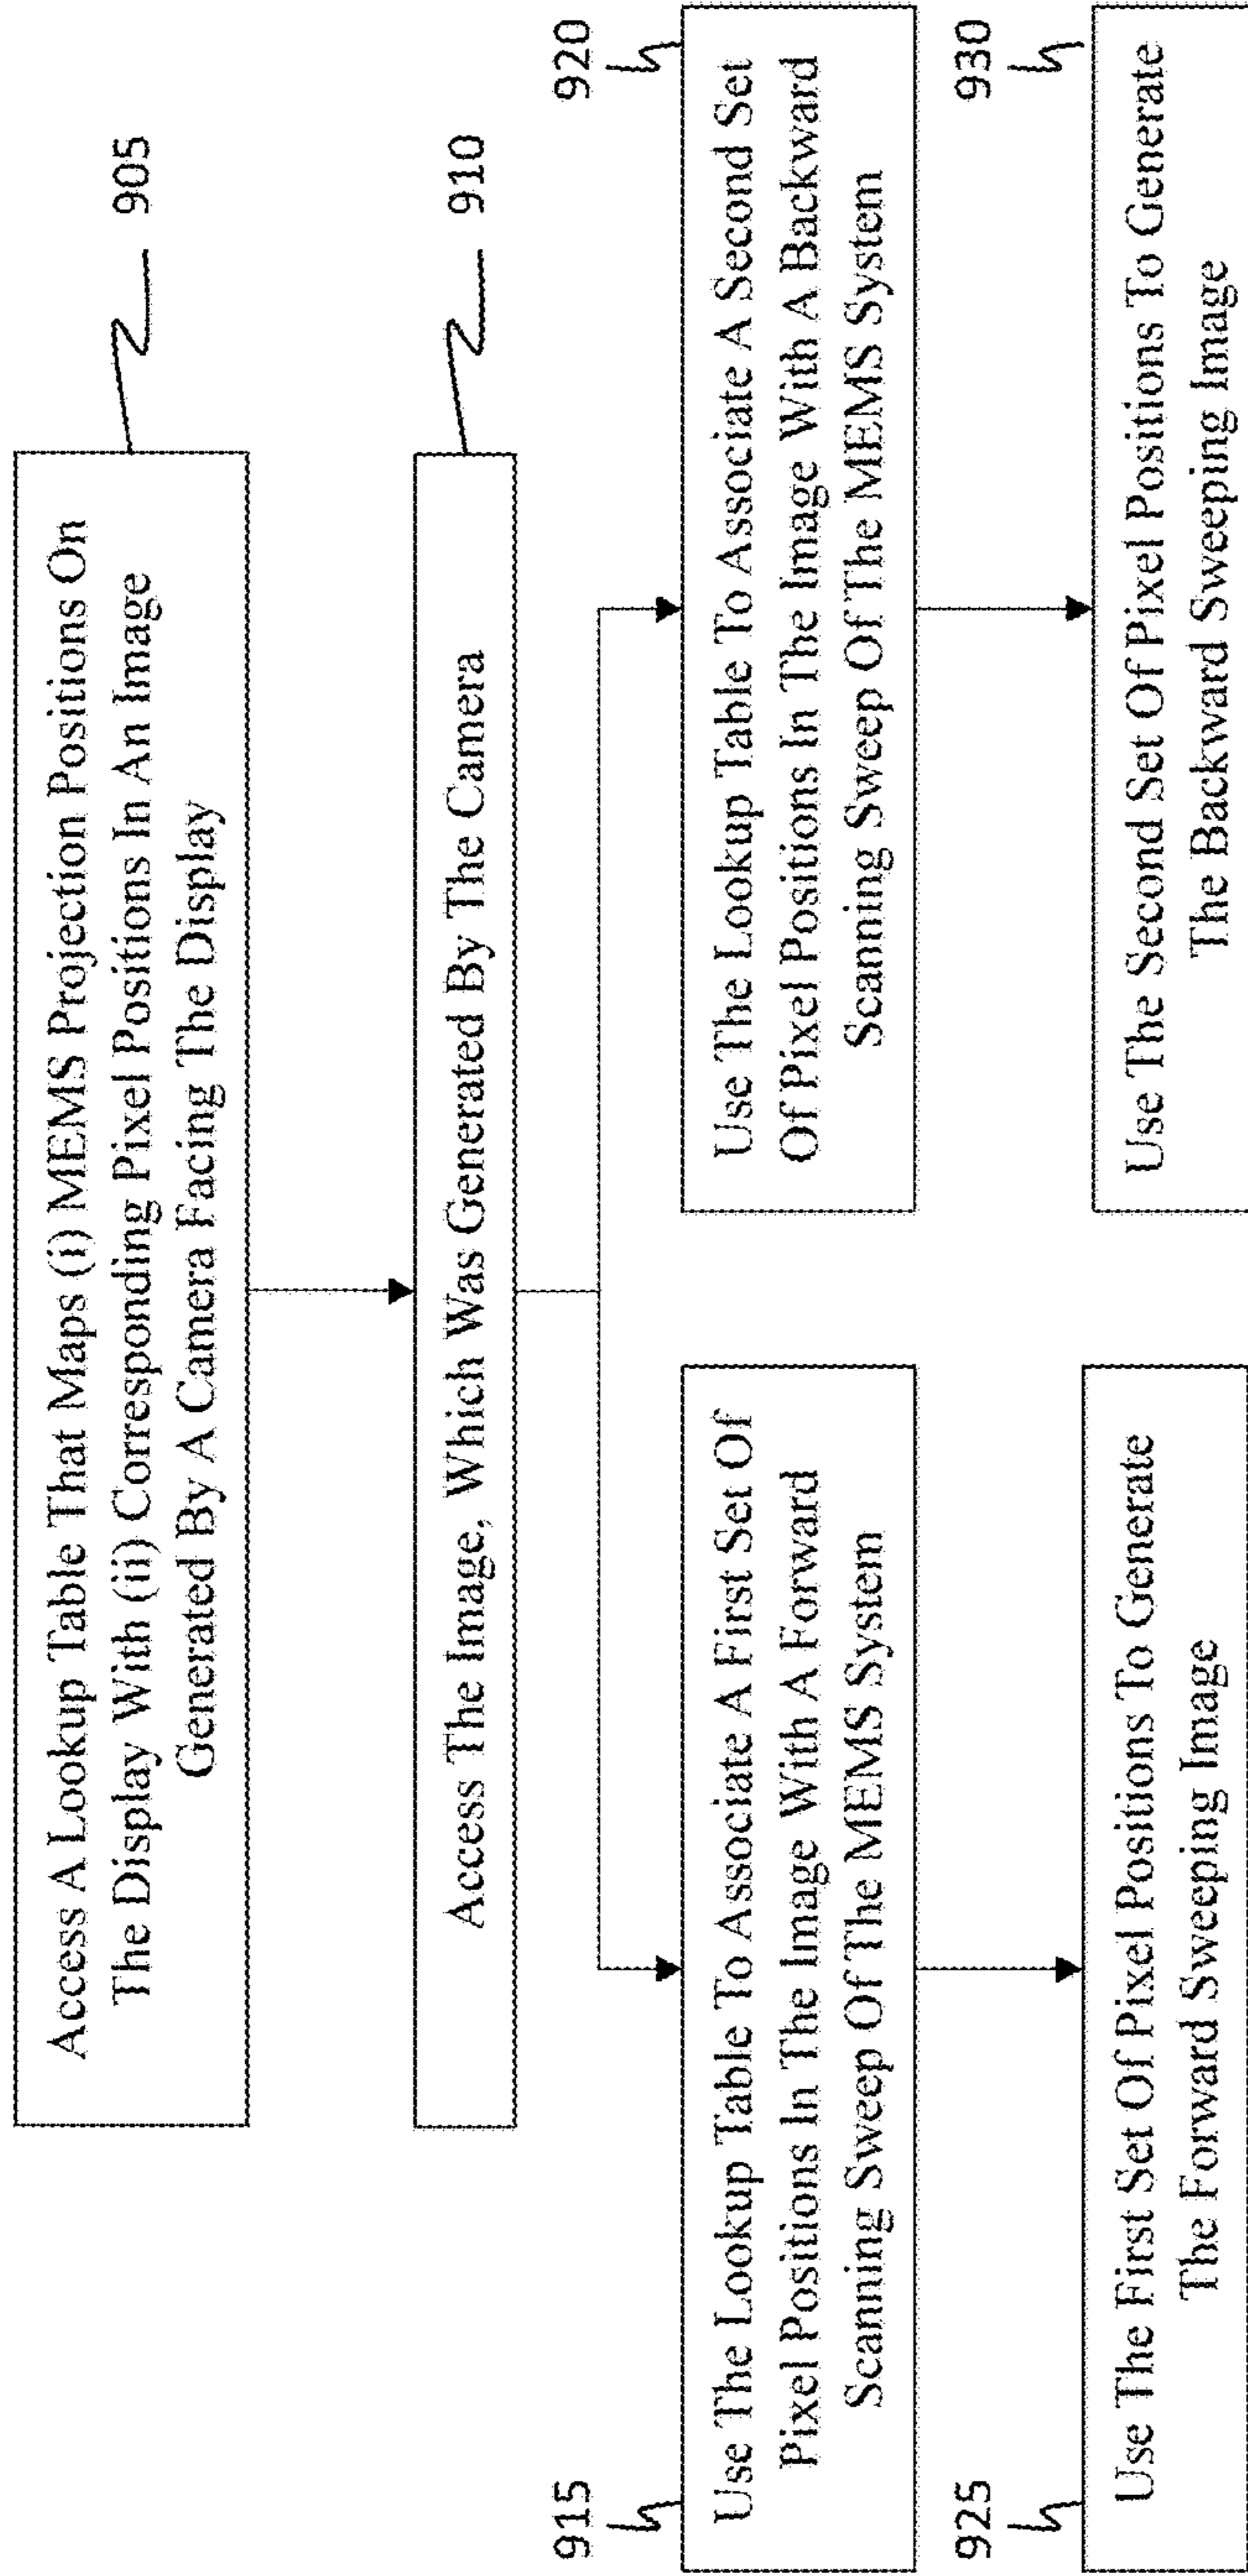 Access A Lookup Table That Maps (i) MEMS Projection Positions On
The Display With (ii) Corresponding Pixel Positions In An Image
Generated By A Camera Facing The Display
905
Access The Image, Which Was Generated By The Camera
910
915
Use The Lookup Table To Associate A First Set Of
Pixel Positions In The Image With A Forward
Scanning Sweep Of The MEMS System
920
Use The Lookup Table To Associate A Second Set
Of Pixel Positions In The Image With A Backward
Scanning Sweep Of The MEMS System
925
Use The First Set Of Pixel Positions To Generate
The Forward Sweeping Image
930
Use The Second Set Of Pixel Positions To Generate
The Backward Sweeping Image